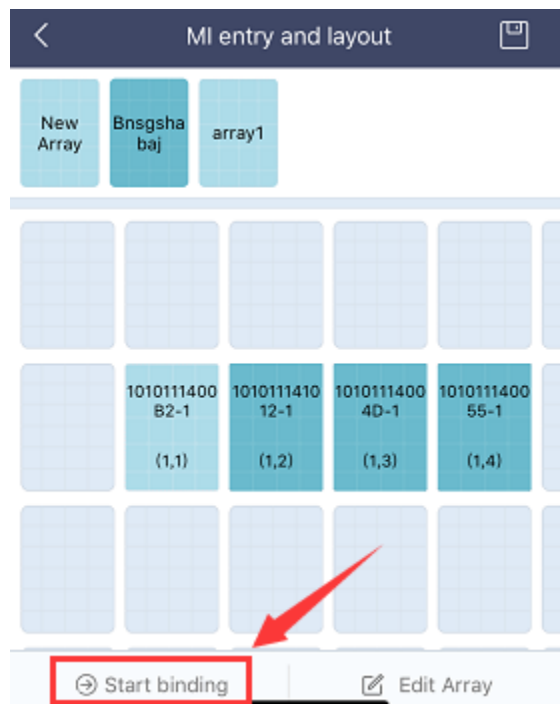 MI entry and layout
New
Array
Bnsgsha
baj
array1
1010111400
B2-1
(1,1)
1010111410
12-1
(1,2)
1010111400
4D-1
(1,3)
1010111400
55-1
(1,4)
Start binding
Edit Array